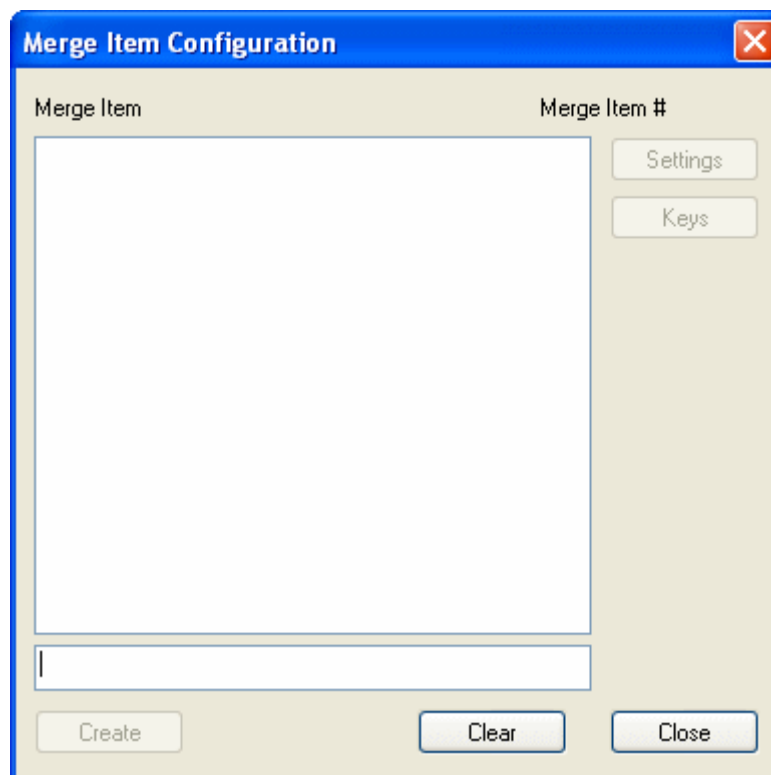 Merge Item Configuration
Merge Item Merge Item #
Settings
Keys
Create Clear Close